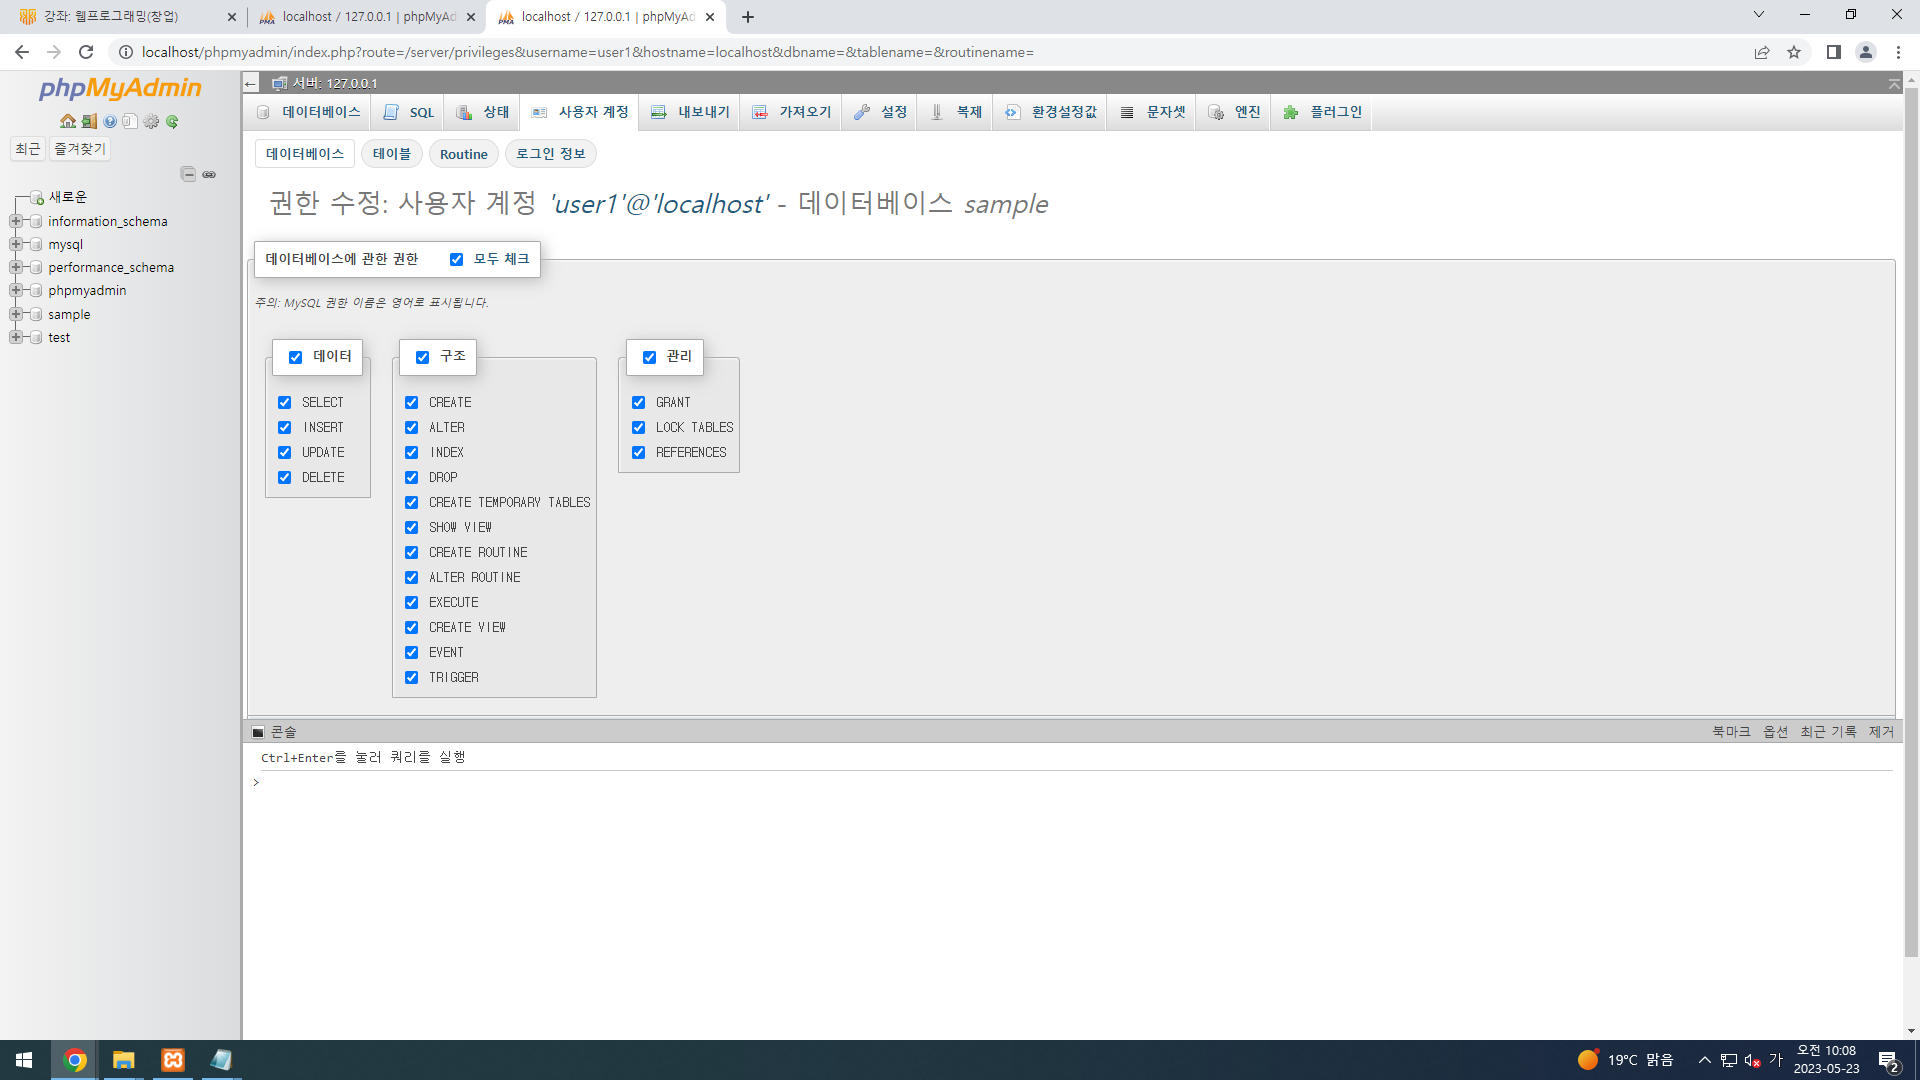 강좌: 웹프로그래밍(창업)
localhost / 127.0.0.1 | phpMyAd
localhost / 127.0.0.1 | phpMyAd
localhost/phpmyadmin/index.php?route=/server/privileges&username=user1&hostname=localhost&dbname=&tablename=&routinename=
phpMyAdmin
최근
즐겨찾기
새로운
information_schema
mysql
performance_schema
phpmyadmin
sample
test
서버: 127.0.0.1
데이터베이스
SQL
상태
사용자 계정
내보내기
가져오기
설정
복제
환경설정값
문자셋
엔진
플러그인
데이터베이스
테이블
Routine
로그인 정보
권한 수정: 사용자 계정 'user1'@'localhost' - 데이터베이스 sample
데이터베이스에 관한 권한
모두 체크
주의: MySQL 권한 이름은 영어로 표시됩니다.
데이터
SELECT
INSERT
UPDATE
DELETE
구조
CREATE
ALTER
INDEX
DROP
CREATE TEMPORARY TABLES
SHOW VIEW
CREATE ROUTINE
ALTER ROUTINE
EXECUTE
CREATE VIEW
EVENT
TRIGGER
관리
GRANT
LOCK TABLES
REFERENCES
콘솔
북마크
옵션
최근 기록
제거
Ctrl+Enter를 눌러 쿼리를 실행
>
19°C 맑음
가
오전 10:08
2023-05-23
2